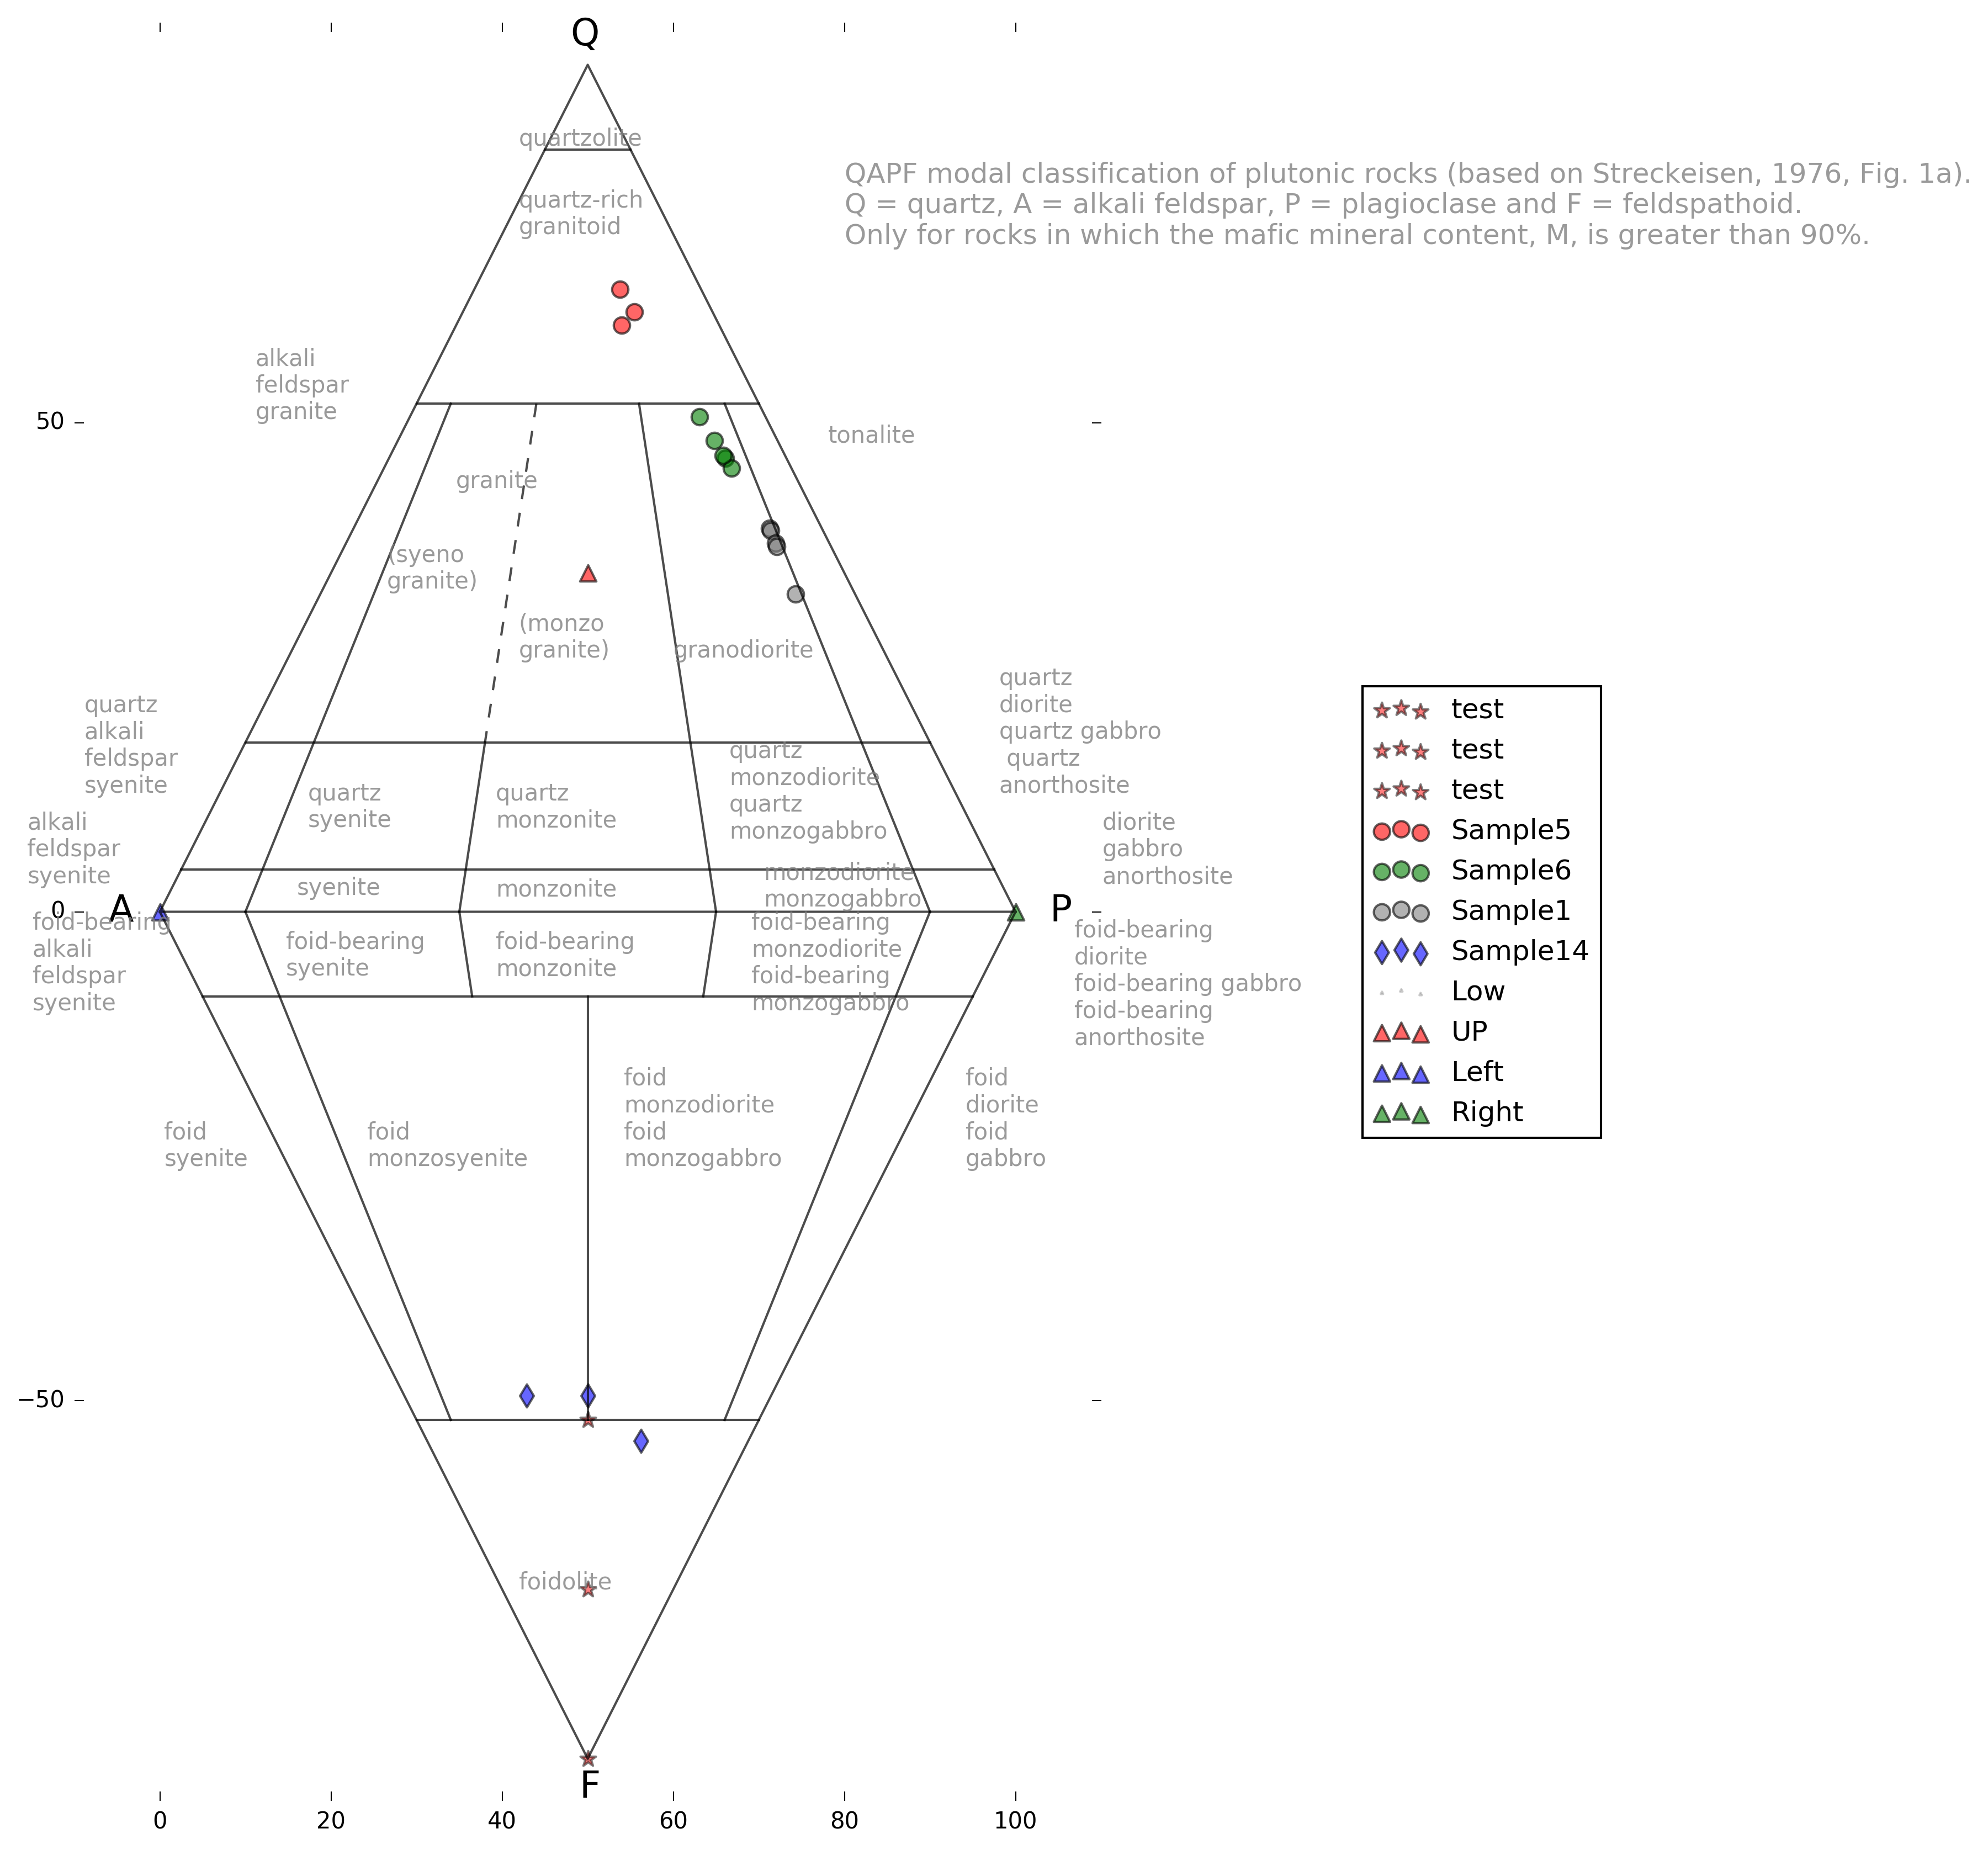 Q
quartzolite
QAPF modal classification of plutonic rocks (based on Streckeisen, 1976, Fig. 1a).
Q = quartz, A = alkali feldspar, P = plagioclase and F = feldspathoid.
Only for rocks in which the mafic mineral content, M, is greater than 90%.
quartz-rich
granitoid
alkali
feldspar
granite
50
tonalite
granite
(syeno
granite)
(monzo
granite)
granodiorite
quartz
alkali
feldspar
syenite
quartz
diorite
quartz gabbro
quartz
anorthosite
quartz
syenite
quartz
monzonite
quartz
monzodiorite
quartz
monzogabbro
alkali
feldspar
syenite
diorite
gabbro
anorthosite
syenite
monzonite
monzodiorite
monzogabbro
0
A
P
foid-bearing
alkali
feldspar
syenite
foid-bearing
syenite
foid-bearing
monzonite
foid-bearing
monzodiorite
foid-bearing
monzogabbro
foid-bearing
diorite
foid-bearing gabbro
foid-bearing
anorthosite
foid
syenite
foid
monzosyenite
foid
monzodiorite
foid
monzogabbro
foid
diorite
foid
gabbro
−50
foidolite
F
0 20 40 60 80 100
test
test
test
Sample5
Sample6
Sample1
Sample14
Low
UP
Left
Right